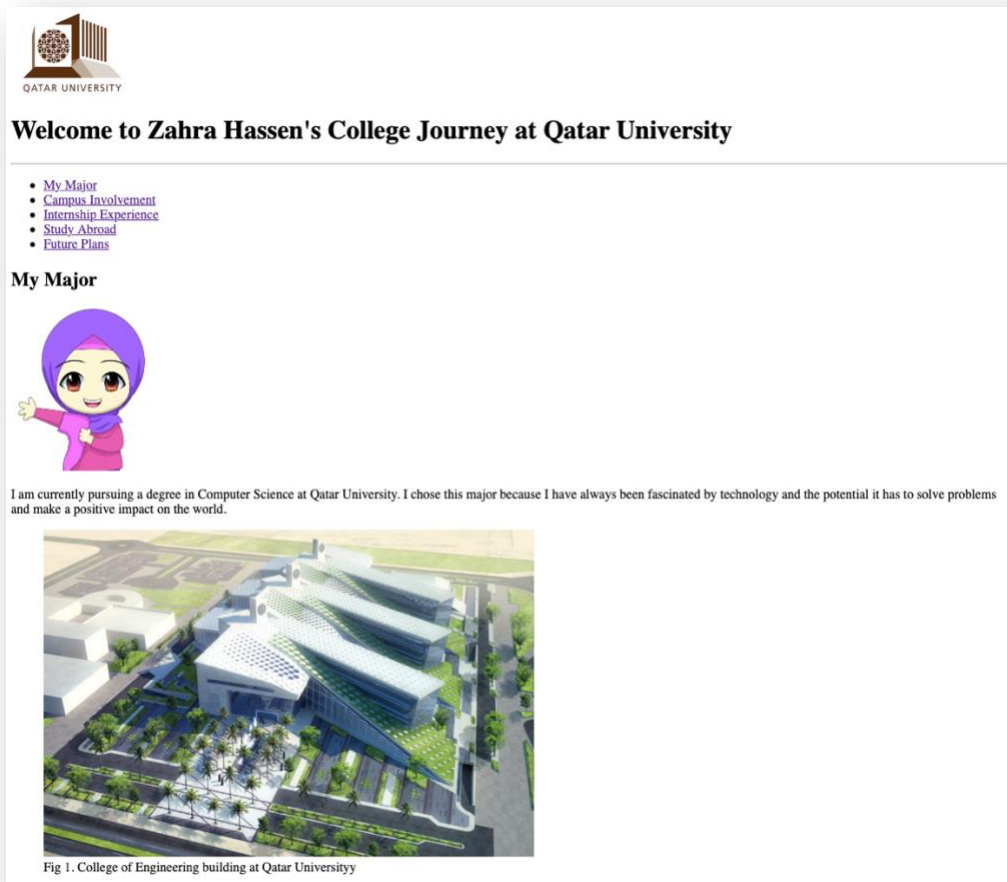 QATAR UNIVERSITY
Welcome to Zahra Hassen's College Journey at Qatar University
My Major
Campus Involvement
Internship Experience
Study Abroad
Future Plans
My Major
I am currently pursuing a degree in Computer Science at Qatar University. I chose this major because I have always been fascinated by technology and the potential it has to solve problems
and make a positive impact on the world.
Fig 1. College of Engineering building at Qatar Universityy